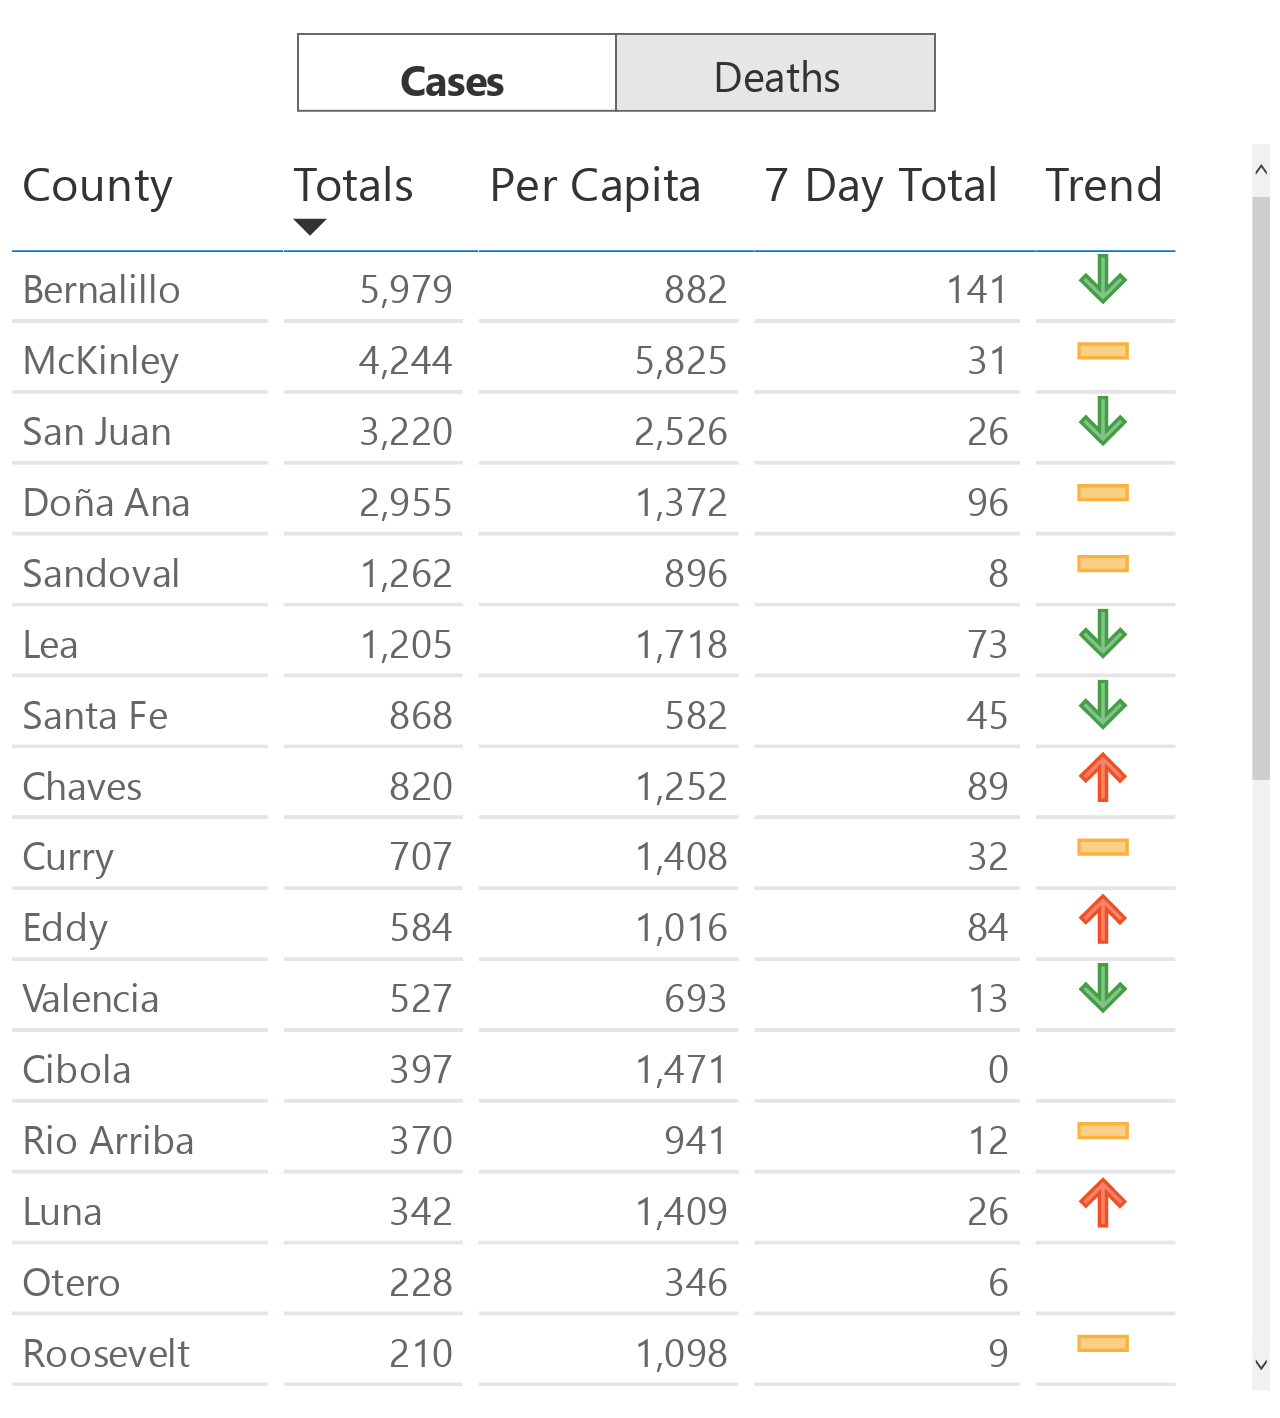 Cases Deaths
County Totals Per Capita 7 Day Total Trend
Bernalillo 5,979 882 141
McKinley 4,244 5,825 31
San Juan 3,220 2,526 26
Doña Ana 2,955 1,372 96
Sandoval 1,262 896 8
Lea 1,205 1,718 73
Santa Fe 868 582 45
Chaves 820 1,252 89
Curry 707 1,408 32
Eddy 584 1,016 84
Valencia 527 693 13
Cibola 397 1,471 0
Rio Arriba 370 941 12
Luna 342 1,409 26
Otero 228 346 6
Roosevelt 210 1,098 9